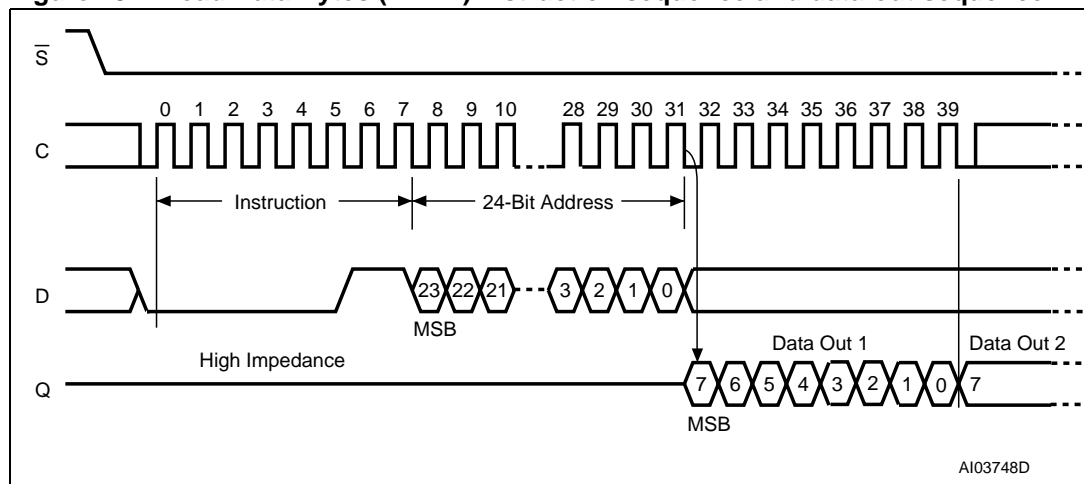 S
0 1 2 3 4 5 6 7 8 9 10 28 29 30 31 32 33 34 35 36 37 38 39
C
Instruction 24-Bit Address
D
23 22 21 3 2 1 0
MSB
Data Out 1 Data Out 2
High Impedance
Q
7 6 5 4 3 2 1 0 7
MSB
AI03748D